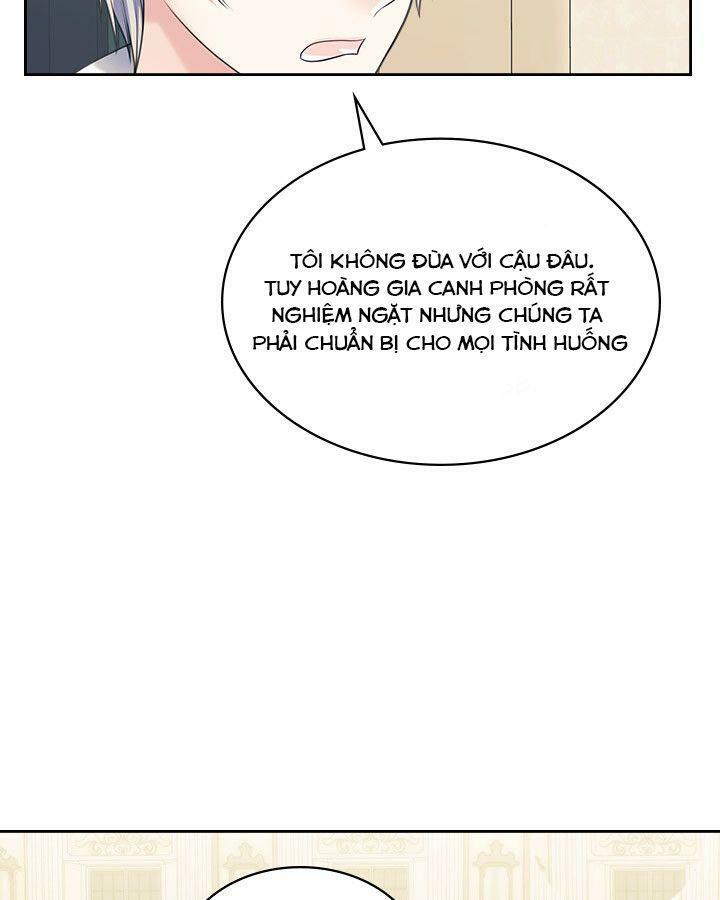 TÔI KHÔNG ĐÙA VỚI CẬU ĐÂU.
TUY HOÀNG GIA CANH PHÒNG RẤT
NGHIỆM NGẶT NHƯNG CHÚNG TA
PHẢI CHUẨN BỊ CHO MỌI TÌNH HUỐNG